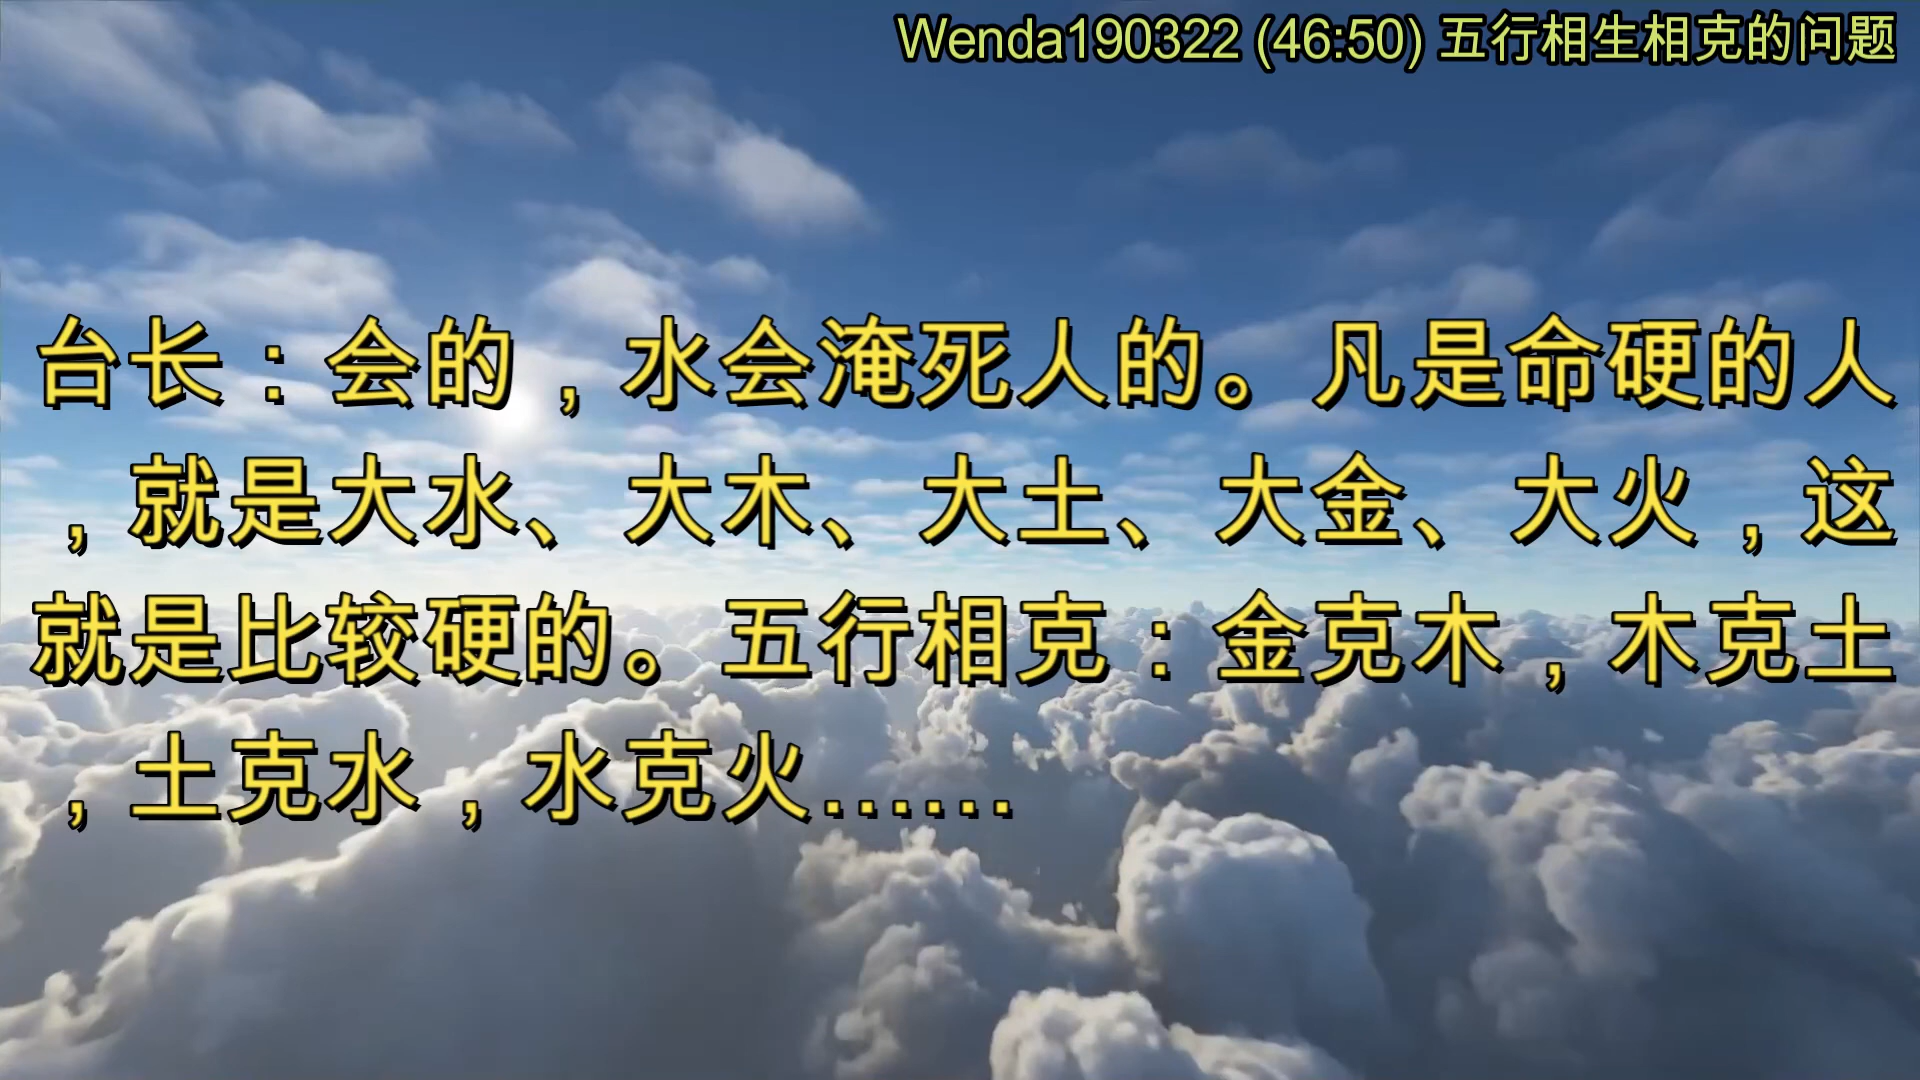 Wenda190322 (46:50) 五行相生相克的问题
台长：会的，水会淹死人的。凡是命硬的人
，就是大水、大木、大土、大金、大火，这
就是比较硬的。五行相克：金克木，木克土
，土克水，水克火……